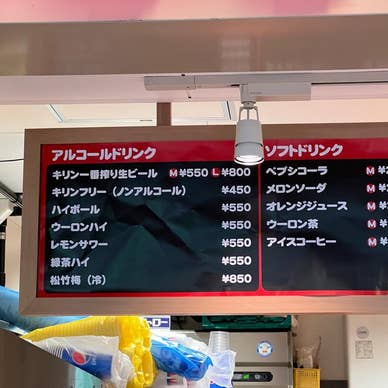 アルコールドリンク
キリン一番搾り生ビール M ¥550 L ¥800
キリンフリー（ノンアルコール） ¥450
ハイボール ¥550
ウーロンハイ ¥550
レモンサワー ¥550
緑茶ハイ ¥550
松竹梅（冷） ¥850
ソフトドリンク
ペプシコーラ M
メロンソーダ M
オレンジジュース M
ウーロン茶 M
アイスコーヒー M